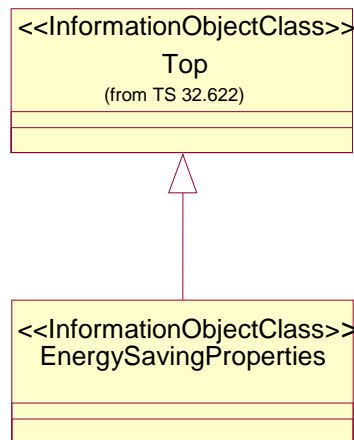 <<InformationObjectClass>>
Top
(from TS 32.622)
<<InformationObjectClass>>
EnergySavingProperties